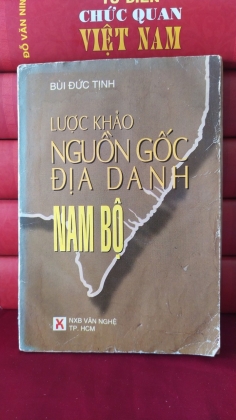 TỪ ĐIỂN
CHỨC QUAN
VIỆT NAM
ĐỖ VĂN NINH
BÙI ĐỨC TỊNH
LƯỢC KHẢO
NGUỒN GỐC
ĐỊA DANH
NAM BỘ
NXB VĂN NGHỆ
TP. HCM